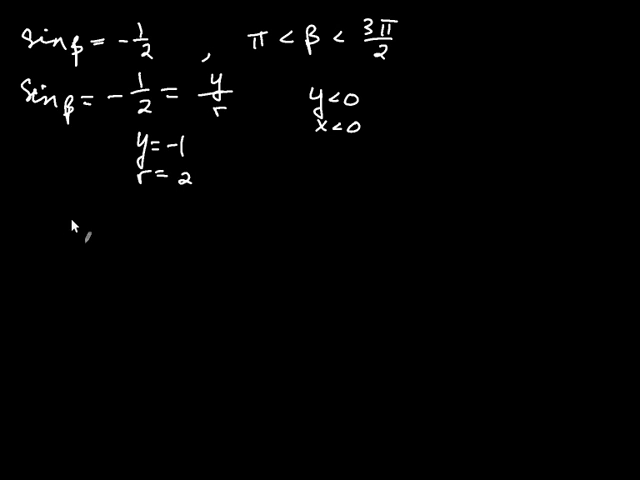 sin β = -1/2 , π < β < 3π/2
sin β = -1/2 = y/r
y<0
x<0
y = -1
r = 2